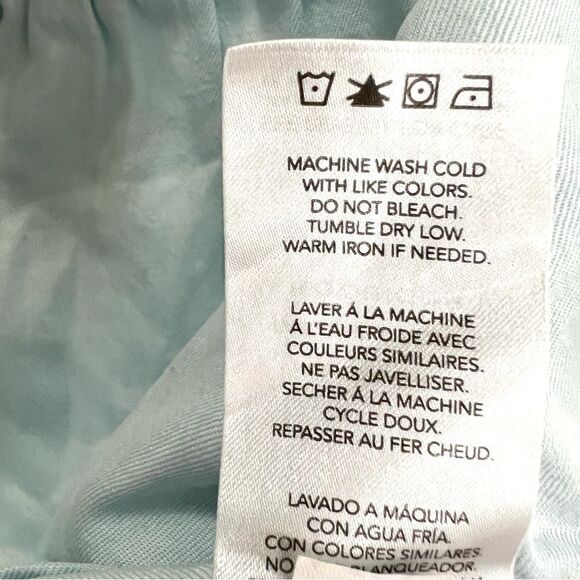 MACHINE WASH COLD
WITH LIKE COLORS.
DO NOT BLEACH.
TUMBLE DRY LOW.
WARM IRON IF NEEDED.
LAVER Á LA MACHINE
Á L'EAU FROIDE AVEC
COULEURS SIMILAIRES.
NE PAS JAVELLISER.
SECHER Á LA MACHINE
CYCLE DOUX.
REPASSER AU FER CHEUD.
LAVADO A MÁQUINA
CON AGUA FRÍA.
CON COLORES SIMILARES.
NO